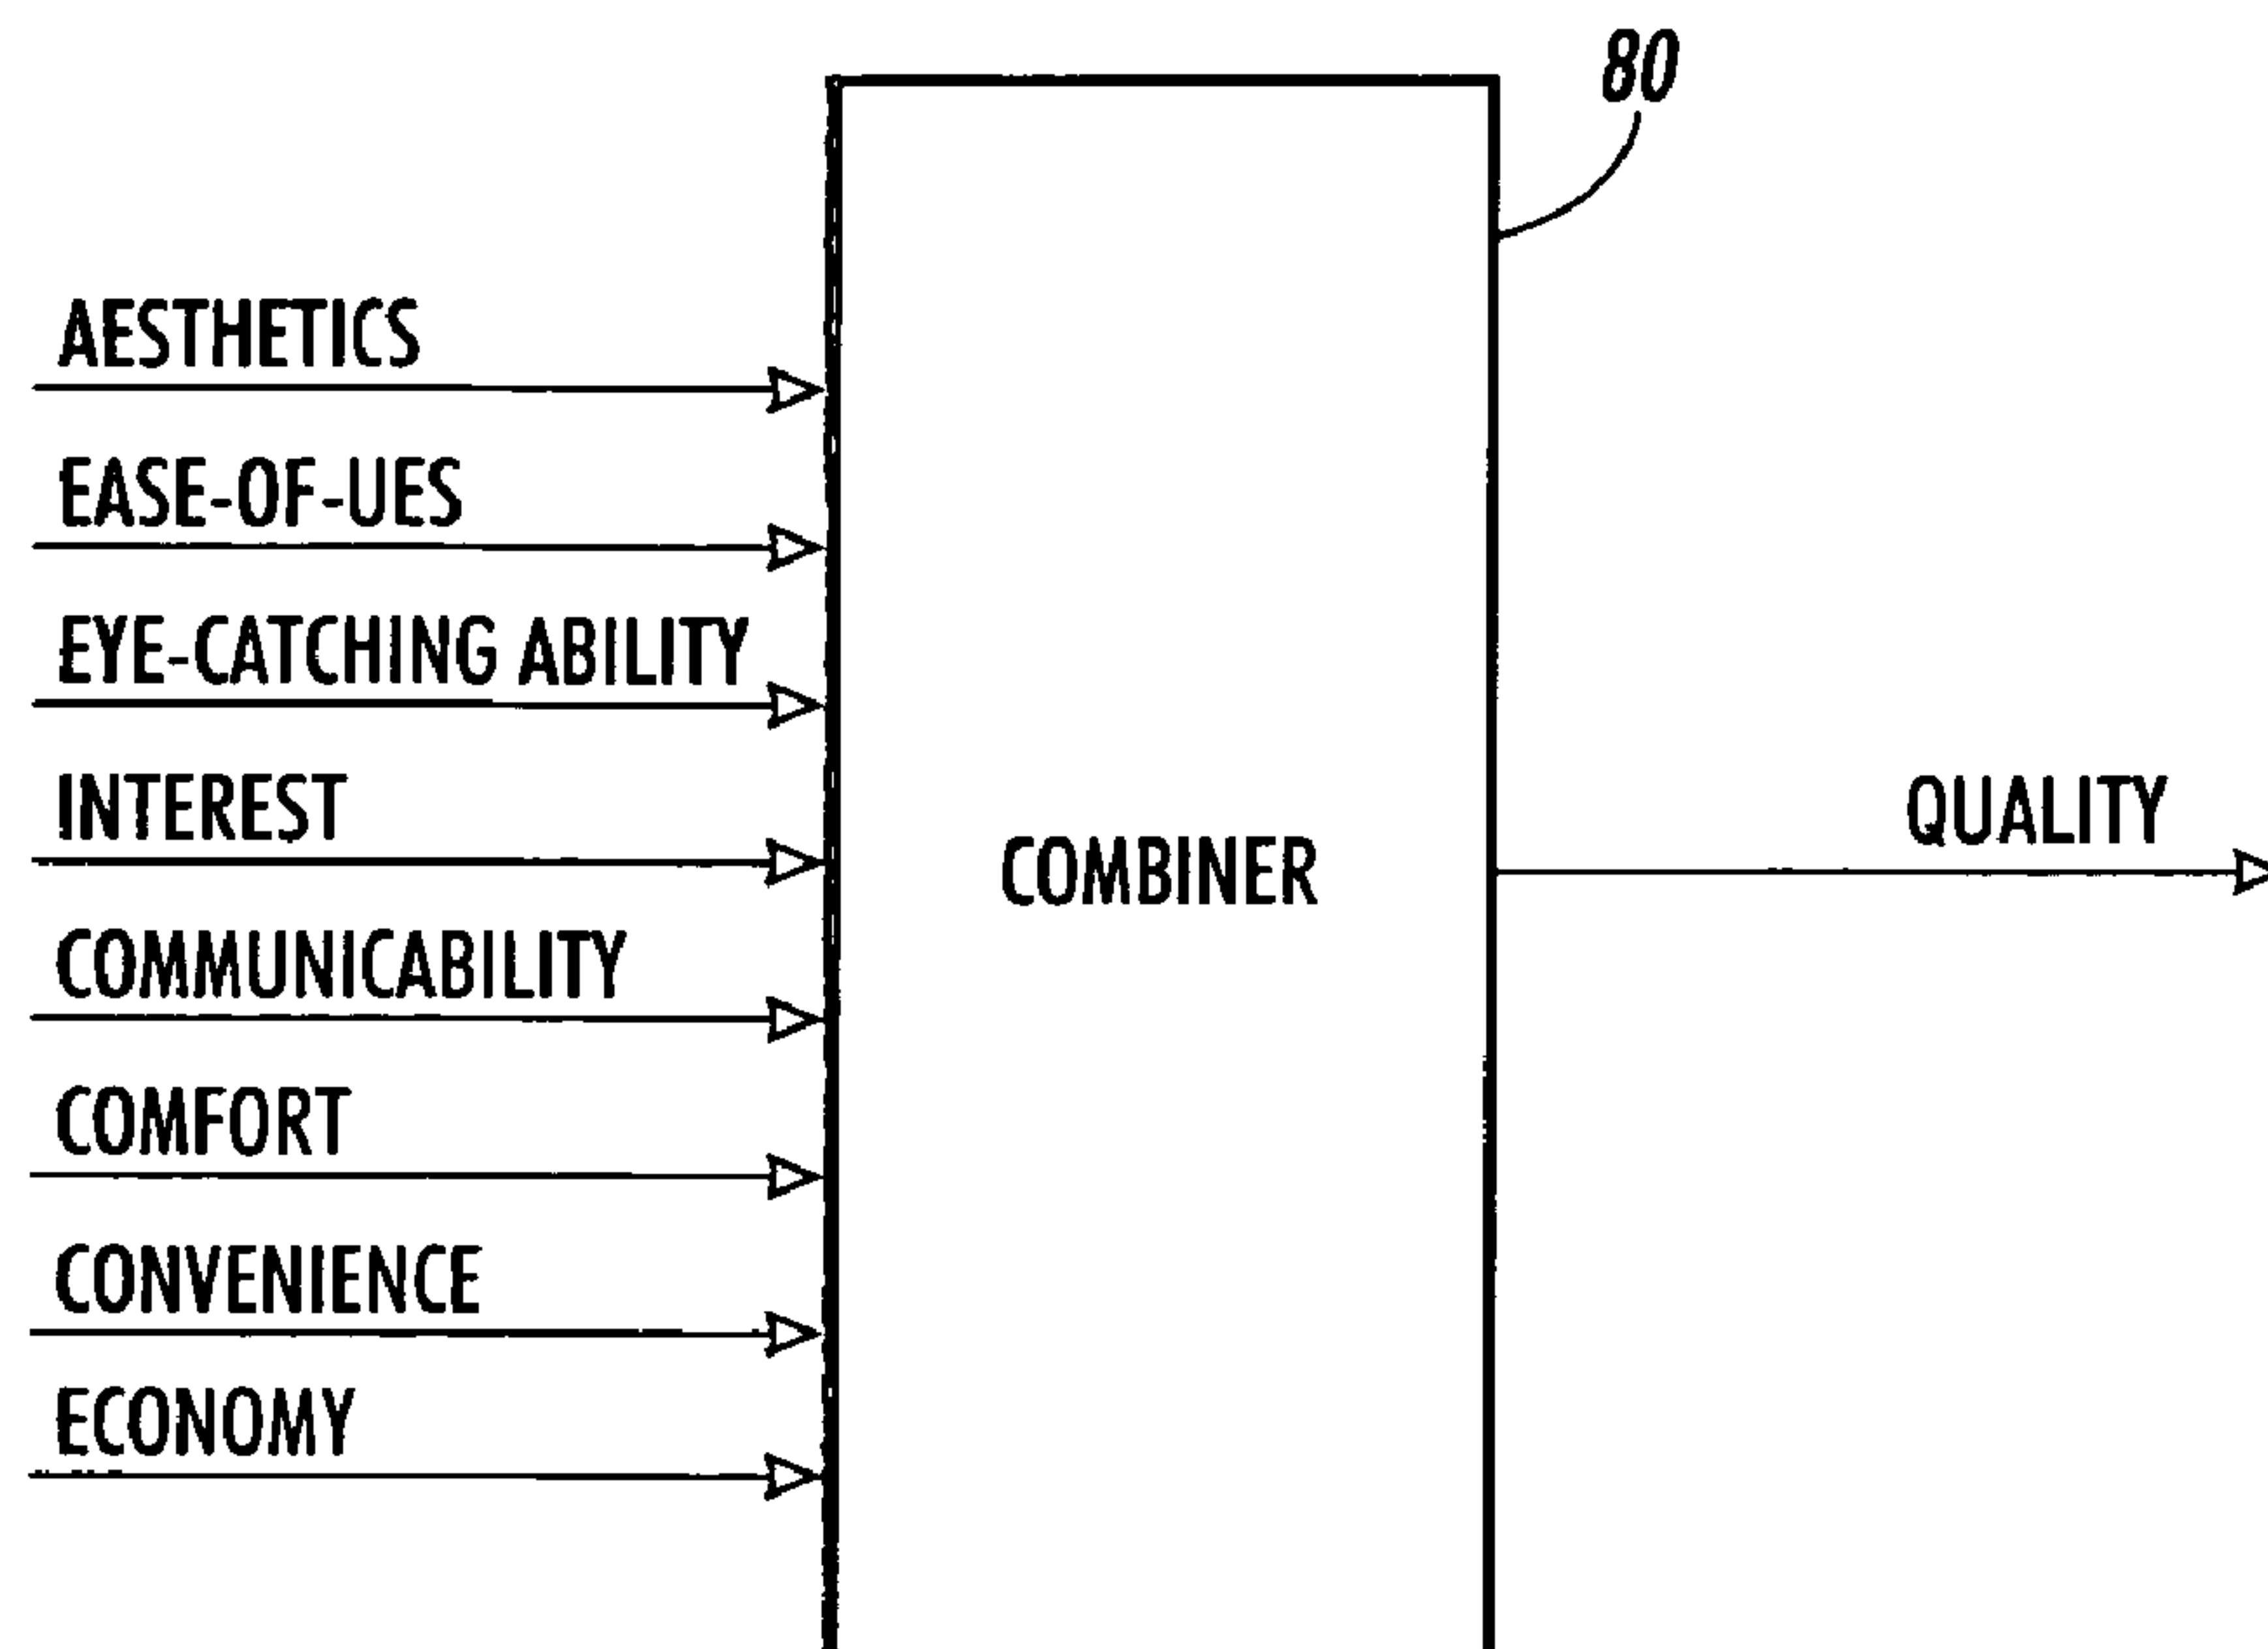 80
AESTHETICS
EASE-OF-UES
EYE-CATCHING ABILITY
INTEREST
QUALITY
COMBINER
COMMUNICABILITY
COMFORT
CONVENIENCE
ECONOMY